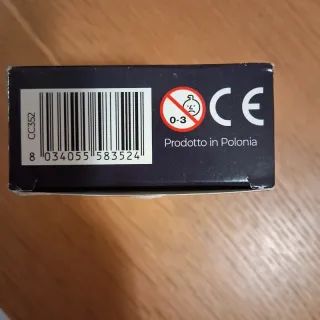 CC352
8 034055 583524
0-3
CE
Prodotto in Polonia